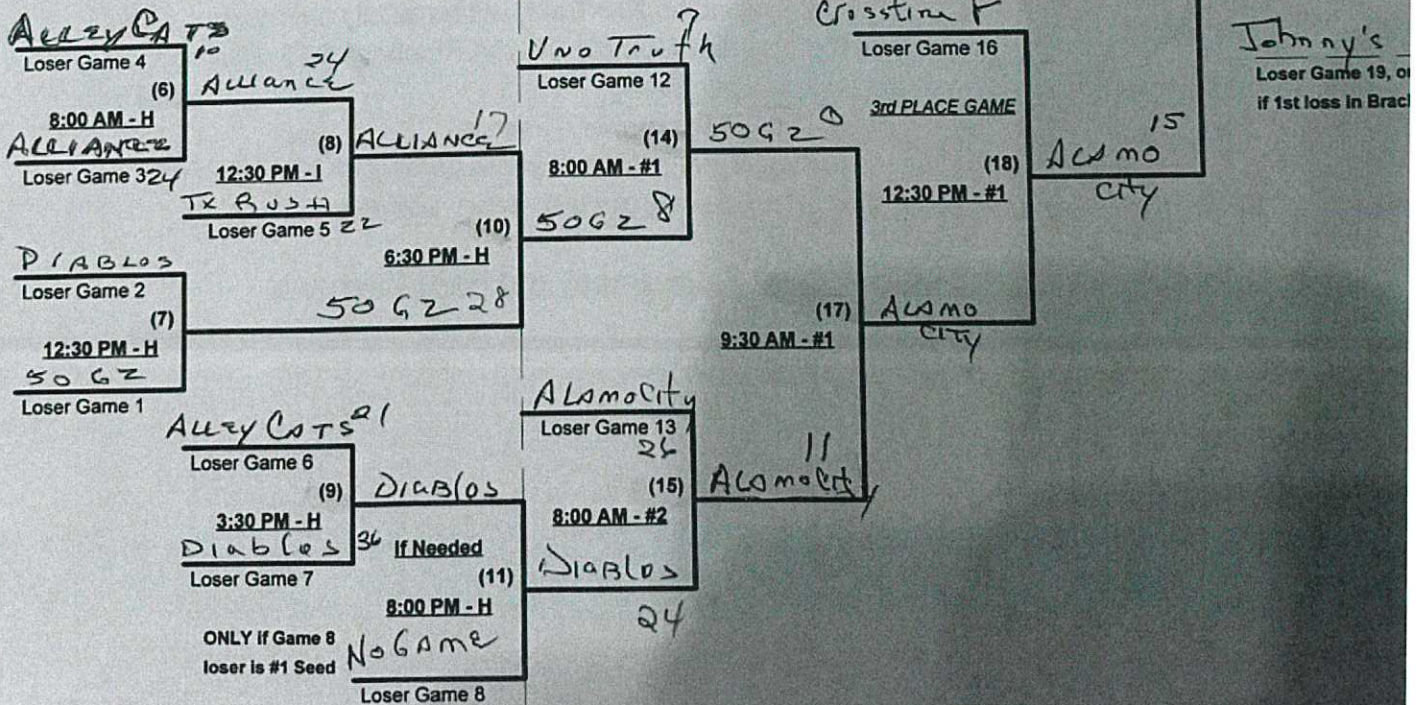 ALLEY CATS
10
Loser Game 4
(6)
8:00 AM - H
ALLIANCE
Loser Game 3 24
Alliance 24
(8)
12:30 PM - I
TX RUSH
Loser Game 5 22
DIABLOS
Loser Game 2
(7)
12:30 PM - H
50 GZ
Loser Game 1
ALLIANCE 17
(10)
6:30 PM - H
50 GZ 28
Alley CATS 21
Loser Game 6
(9)
3:30 PM - H
Diablos 36
Loser Game 7
DIABlos
If Needed
(11)
8:00 PM - H
ONLY if Game 8
loser is #1 Seed
No GAME
Loser Game 8
Uno Truth 7
Loser Game 12
(14)
8:00 AM - #1
50GZ 8
50GZ 0
ALAMO City
Loser Game 13
26
(15)
8:00 AM - #2
DIABlos
24
11
ALAMO City
(17)
9:30 AM - #1
ALAMO
CITY
Loser Game 16
3rd PLACE GAME
(18)
12:30 PM - #1
ALAMO 15
City
Johnny's
Loser Game 19, o
if 1st loss in Brac